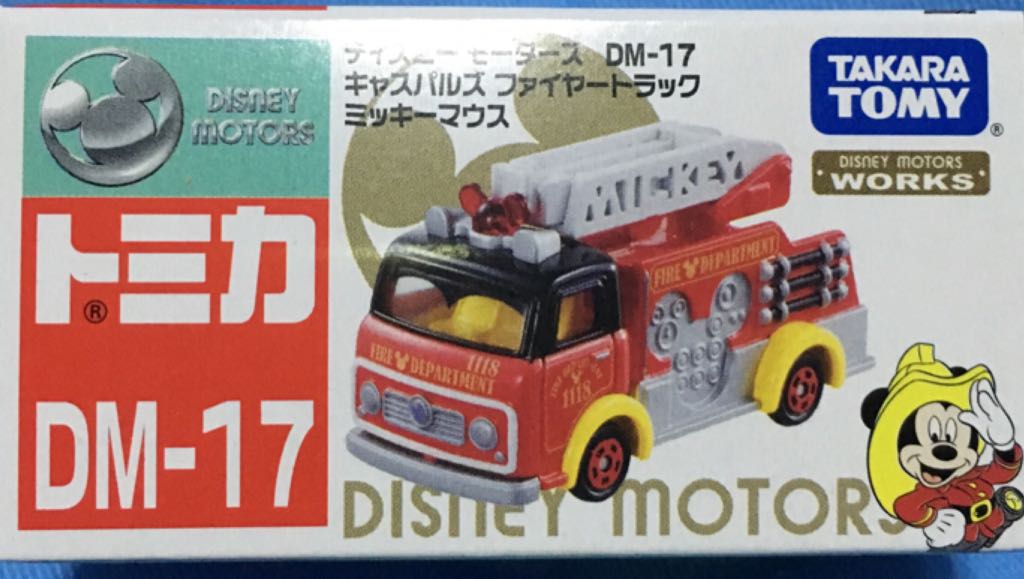 DISNEY
MOTORS
トミカ
®
DM-17
ディズニー モータース DM-17
キャスパルズ ファイヤートラック
ミッキーマウス
TAKARA
TOMY
®
DISNEY MOTORS
WORKS
MICKEY
FIRE DEPARTMENT
FIRE DEPARTMENT
1118
1118
DISNEY MOTORS